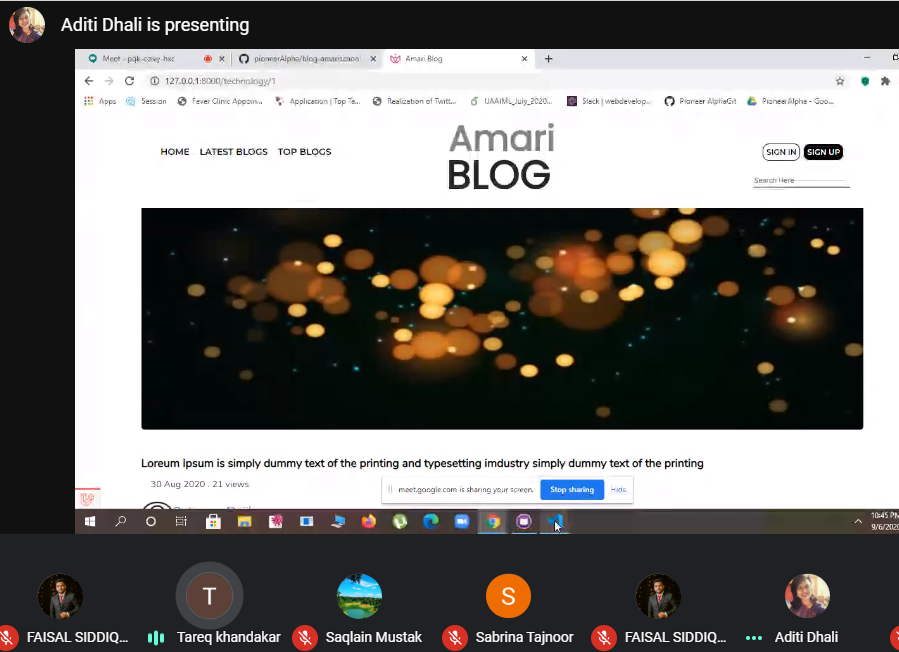 Aditi Dhali is presenting
Meet - pqk-czwy-hxc
pioneerAlpha/blog-amarischool
Amari Blog
127.0.0.1:8000/technology/1
Apps Session Fever Clinic Appoin... Application | Top Ta... Realization of Twitt... UAAIML_July_2020... Slack | webdevelop... Pioneer AlphaGit PioneerAlpha - Goo...
HOME LATEST BLOGS TOP BLOGS
Amari
BLOG
SIGN IN SIGN UP
Search Here
Loreum Ipsum is simply dummy text of the printing and typesetting imdustry simply dummy text of the printing
30 Aug 2020 . 21 views
meet.google.com is sharing your screen. Stop sharing Hide
10:45 PM
9/6/2020
T
S
FAISAL SIDDIQ... Tareq khandakar Saqlain Mustak Sabrina Tajnoor FAISAL SIDDIQ... Aditi Dhali